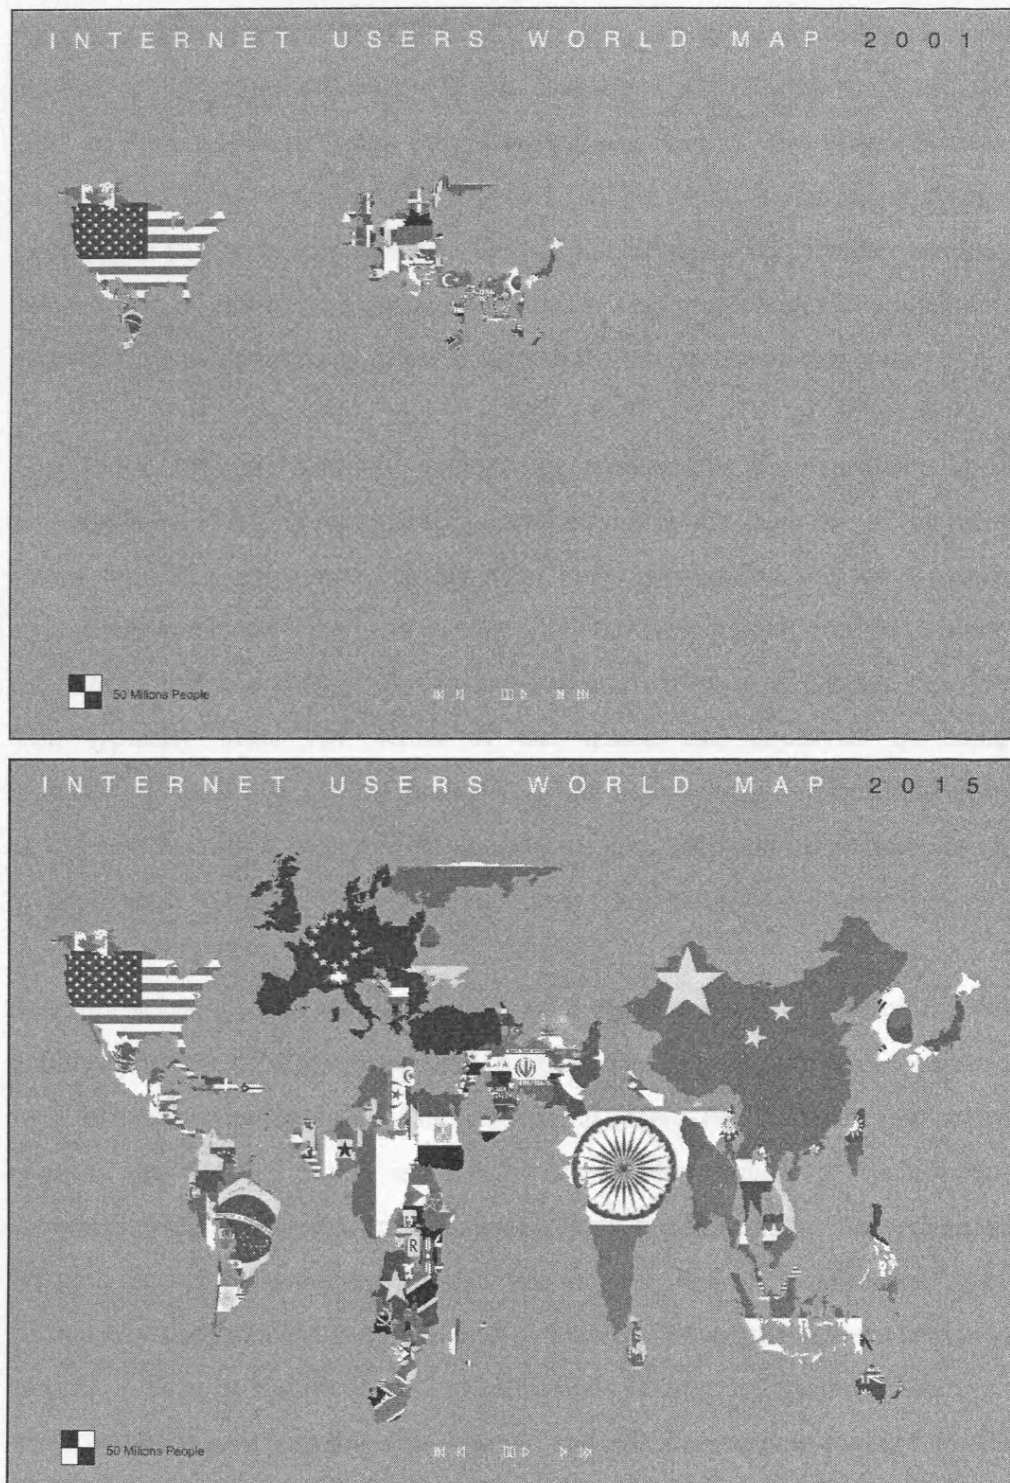 INTERNET USERS WORLD MAP 2001
50 Millions People
INTERNET USERS WORLD MAP 2015
R
50 Millions People